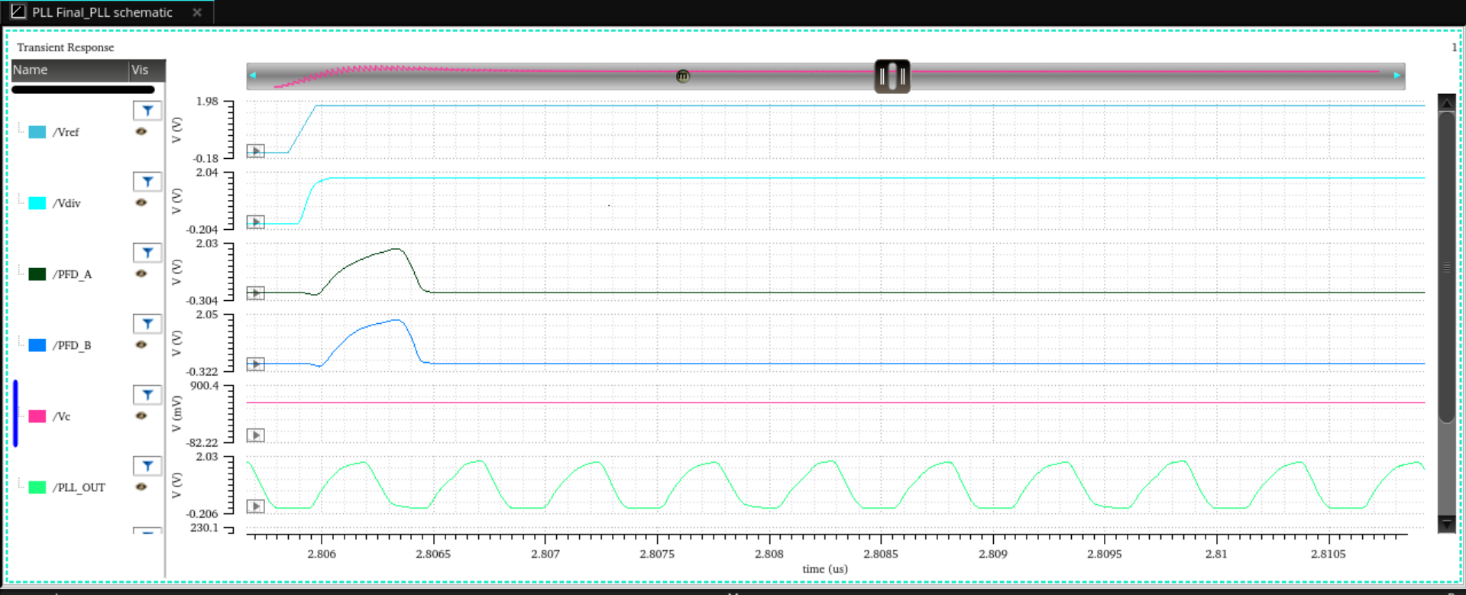 PLL Final_PLL schematic ×
Transient Response 1
Name Vis
m
/Vref
V (V)
1.98
-0.18
/Vdiv
V (V)
2.04
-0.204
/PFD_A
V (V)
2.03
-0.304
/PFD_B
V (V)
2.05
-0.322
/Vc
V (mV)
900.4
-82.22
/PLL_OUT
V (V)
2.03
-0.206
230.1
2.806 2.8065 2.807 2.8075 2.808 2.8085 2.809 2.8095 2.81 2.8105
time (us)